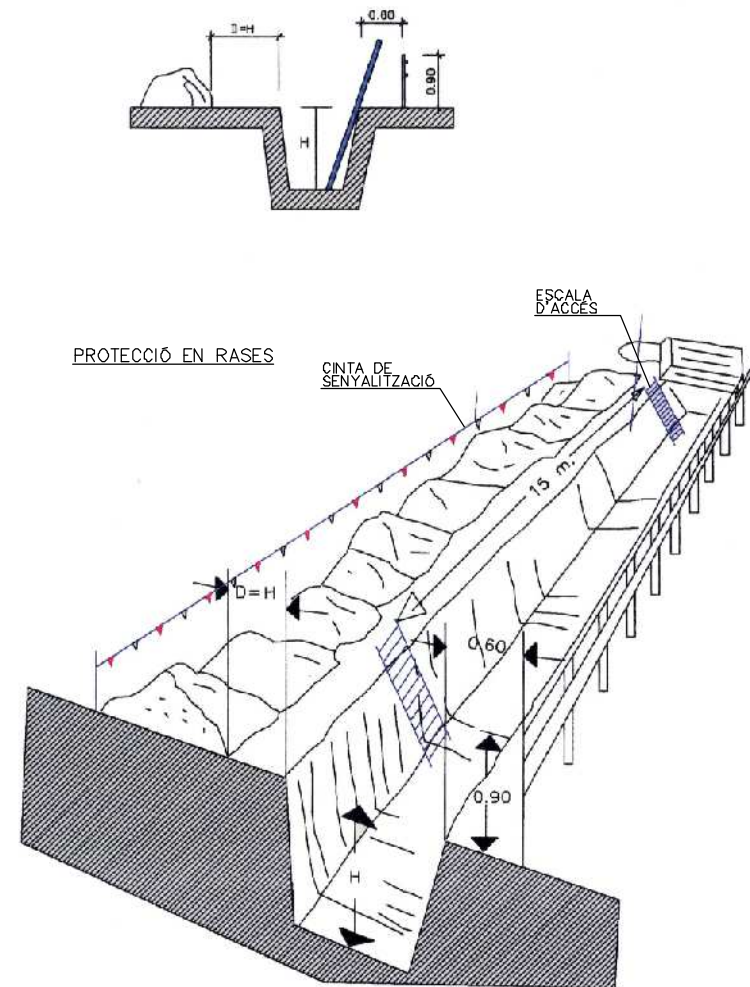 D=H
0.60
0.90
H
ESCALA
D'ACCÉS
PROTECCIÓ EN RASES
CINTA DE
SENYALITZACIÓ
15 m.
D=H
0.60
0.90
H